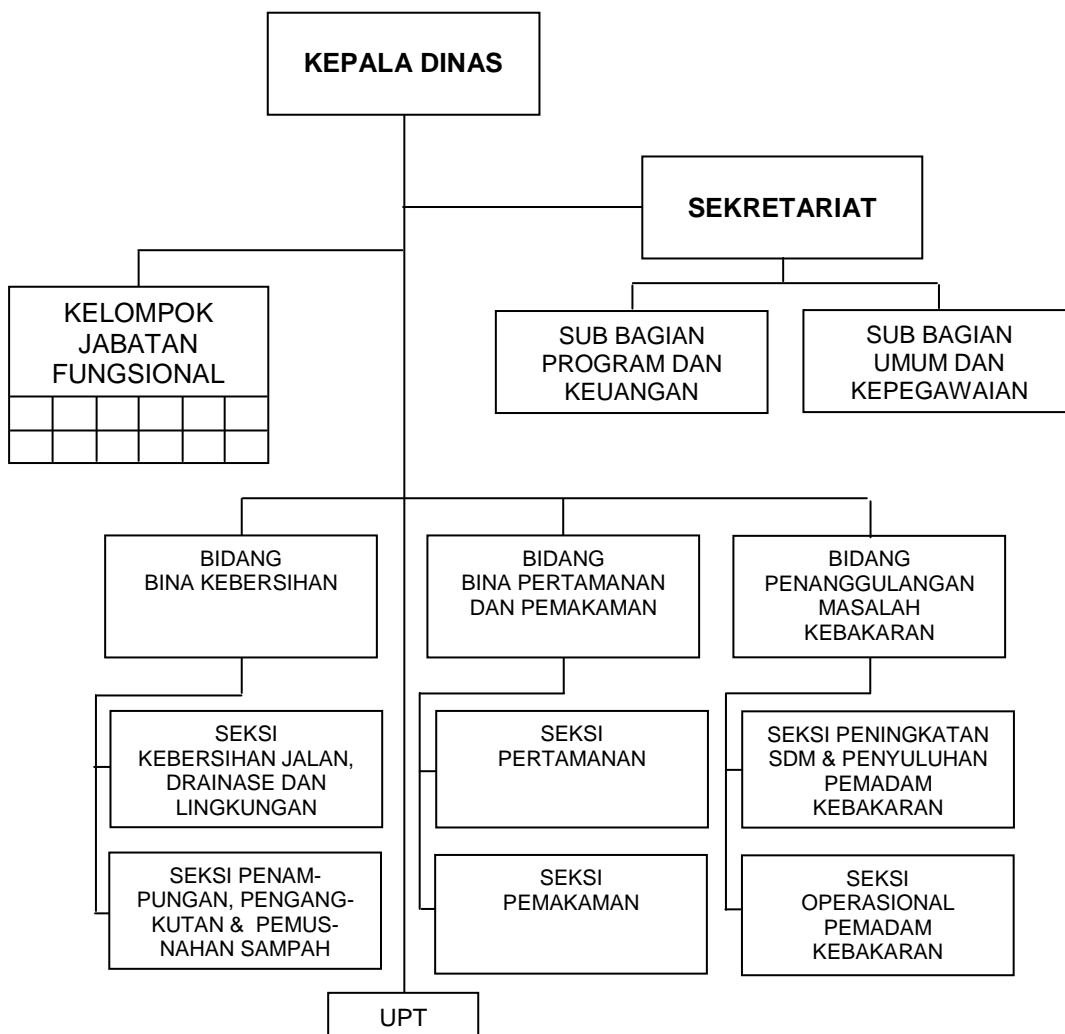 KEPALA DINAS
SEKRETARIAT
KELOMPOK
JABATAN
FUNGSIONAL
SUB BAGIAN
PROGRAM DAN
KEUANGAN
SUB BAGIAN
UMUM DAN
KEPEGAWAIAN
BIDANG
BINA KEBERSIHAN
BIDANG
BINA PERTAMANAN
DAN PEMAKAMAN
BIDANG
PENANGGULANGAN
MASALAH
KEBAKARAN
SEKSI
KEBERSIHAN JALAN,
DRAINASE DAN
LINGKUNGAN
SEKSI
PERTAMANAN
SEKSI PENINGKATAN
SDM & PENYULUHAN
PEMADAM
KEBAKARAN
SEKSI PENAM-
PUNGAN, PENGANG-
KUTAN & PEMUS-
NAHAN SAMPAH
SEKSI
PEMAKAMAN
SEKSI
OPERASIONAL
PEMADAM
KEBAKARAN
UPT